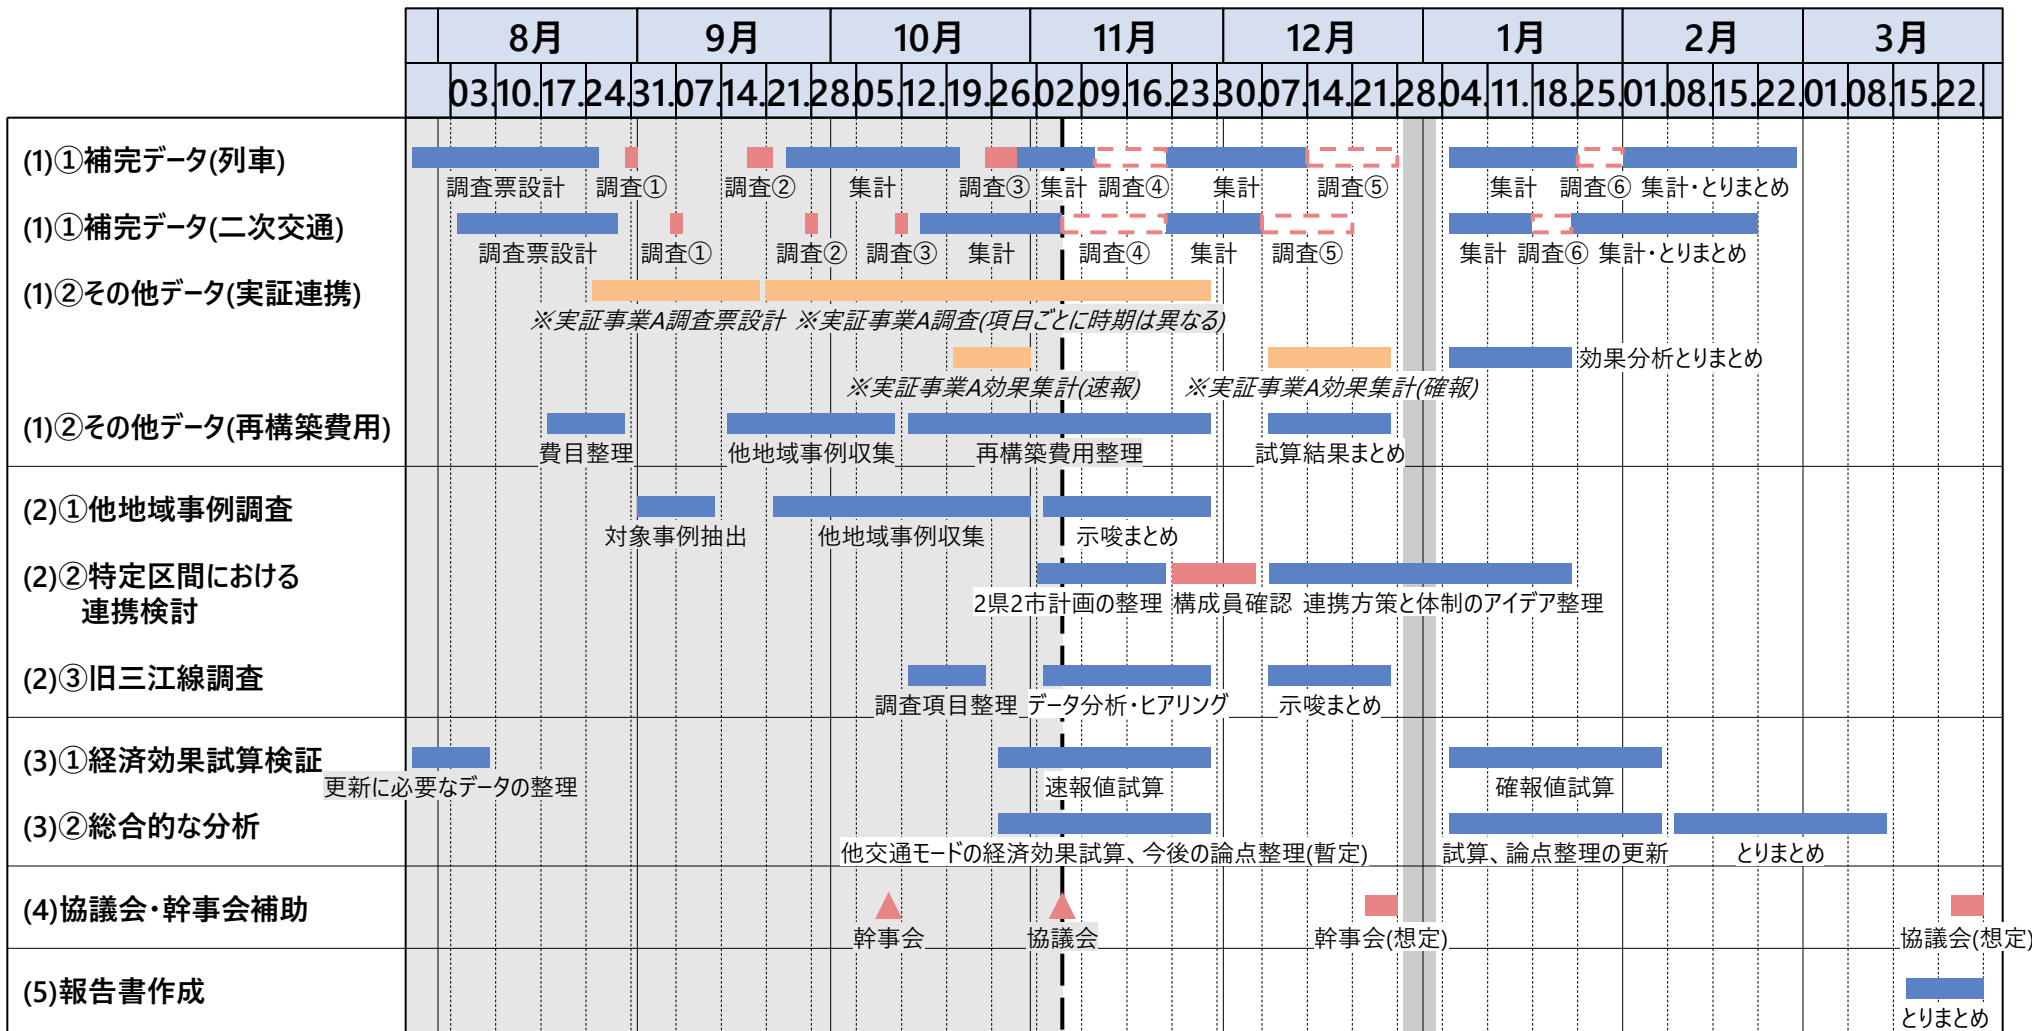 8月 9月 10月 11月 12月 1月 2月 3月
03.10.17.24.31.07.14.21.28.05.12.19.26.02.09.16.23.30.07.14.21.28.04.11.18.25.01.08.15.22.01.08.15.22.
(1)①補完データ(列車)
調査票設計 調査① 調査② 集計 調査③ 集計 調査④ 集計 調査⑤ 集計 調査⑥ 集計・とりまとめ
(1)①補完データ(二次交通)
調査票設計 調査① 調査② 調査③ 集計 調査④ 集計 調査⑤ 集計 調査⑥ 集計・とりまとめ
(1)②その他データ(実証連携)
※実証事業A調査票設計 ※実証事業A調査(項目ごとに時期は異なる)
効果分析とりまとめ
※実証事業A効果集計(速報) ※実証事業A効果集計(確報)
(1)②その他データ(再構築費用)
費目整理 他地域事例収集 再構築費用整理 試算結果まとめ
(2)①他地域事例調査
対象事例抽出 他地域事例収集 示唆まとめ
(2)②特定区間における
連携検討
2県2市計画の整理 構成員確認 連携方策と体制のアイデア整理
(2)③旧三江線調査
調査項目整理 データ分析・ヒアリング 示唆まとめ
(3)①経済効果試算検証
更新に必要なデータの整理 速報値試算 確報値試算
(3)②総合的な分析
他交通モードの経済効果試算、今後の論点整理(暫定) 試算、論点整理の更新 とりまとめ
(4)協議会・幹事会補助
幹事会 協議会 幹事会(想定) 協議会(想定)
(5)報告書作成
とりまとめ